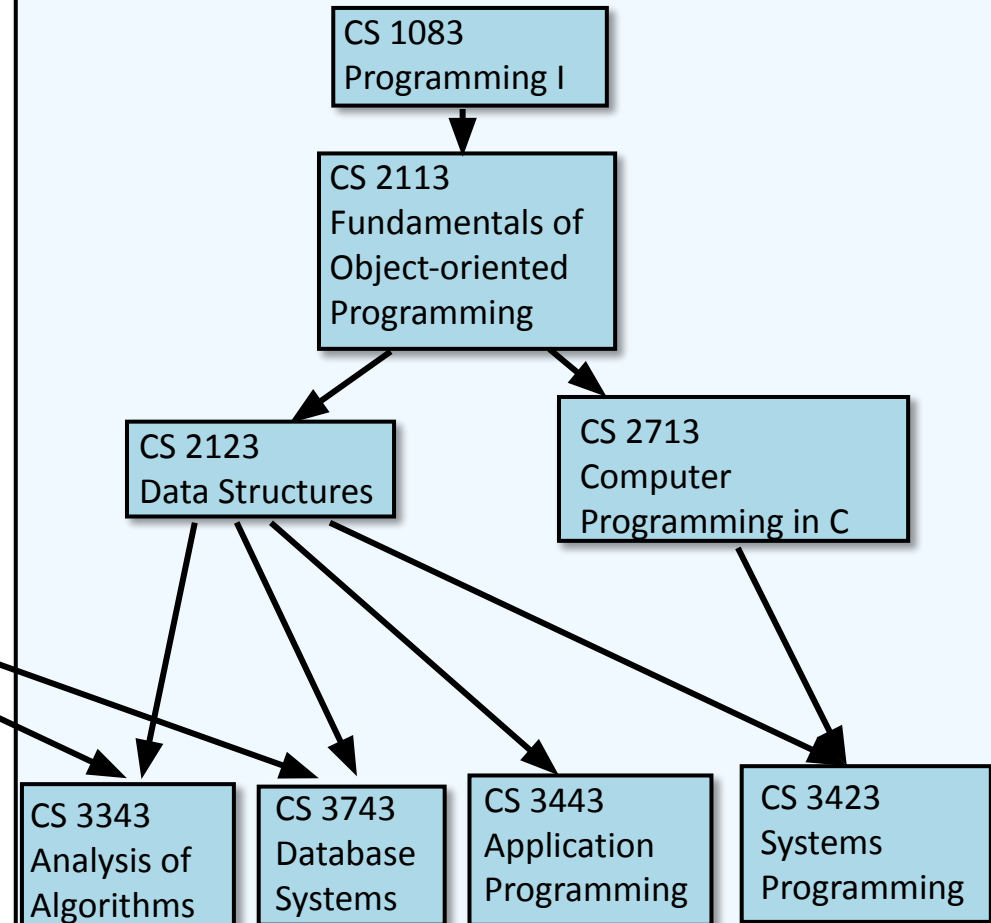 CS 1083
Programming I
CS 2113
Fundamentals of
Object-oriented
Programming
CS 2123
Data Structures
CS 2713
Computer
Programming in C
CS 3343
Analysis of
Algorithms
CS 3743
Database
Systems
CS 3443
Application
Programming
CS 3423
Systems
Programming